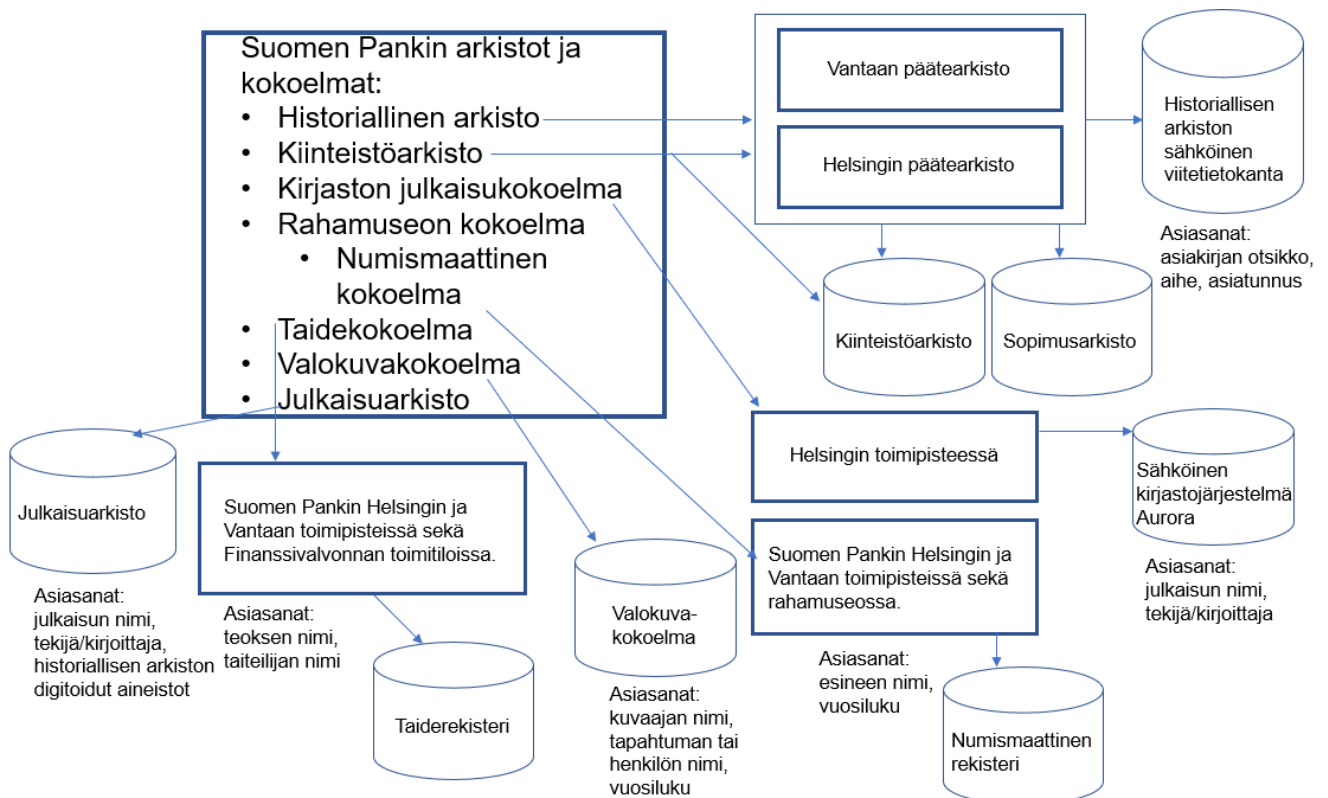 Suomen Pankin arkistot ja
kokoelmat:
• Historiallinen arkisto
• Kiinteistöarkisto
• Kirjaston julkaisukokoelma
• Rahamuseon kokoelma
• Numismaattinen
kokoelma
• Taidekokoelma
• Valokuvakokoelma
• Julkaisuarkisto
Vantaan päätearkisto
Helsingin päätearkisto
Historiallisen
arkiston
sähköinen
viitetietokanta
Asiasanat:
asiakirjan otsikko,
aihe, asiatunnus
Kiinteistöarkisto
Sopimusarkisto
Helsingin toimipisteessä
Sähköinen
kirjastojärjestelmä
Aurora
Asiasanat:
julkaisun nimi,
tekijä/kirjoittaja
Julkaisuarkisto
Asiasanat:
julkaisun nimi,
tekijä/kirjoittaja,
historiallisen arkiston
digitoidut aineistot
Suomen Pankin Helsingin ja
Vantaan toimipisteissä sekä
Finanssivalvonnan toimitiloissa.
Asiasanat:
teoksen nimi,
taiteilijan nimi
Taiderekisteri
Valokuva-
kokoelma
Asiasanat:
kuvaajan nimi,
tapahtuman tai
henkilön nimi,
vuosiluku
Suomen Pankin Helsingin ja
Vantaan toimipisteissä sekä
rahamuseossa.
Asiasanat:
esineen nimi,
vuosiluku
Numismaattinen
rekisteri